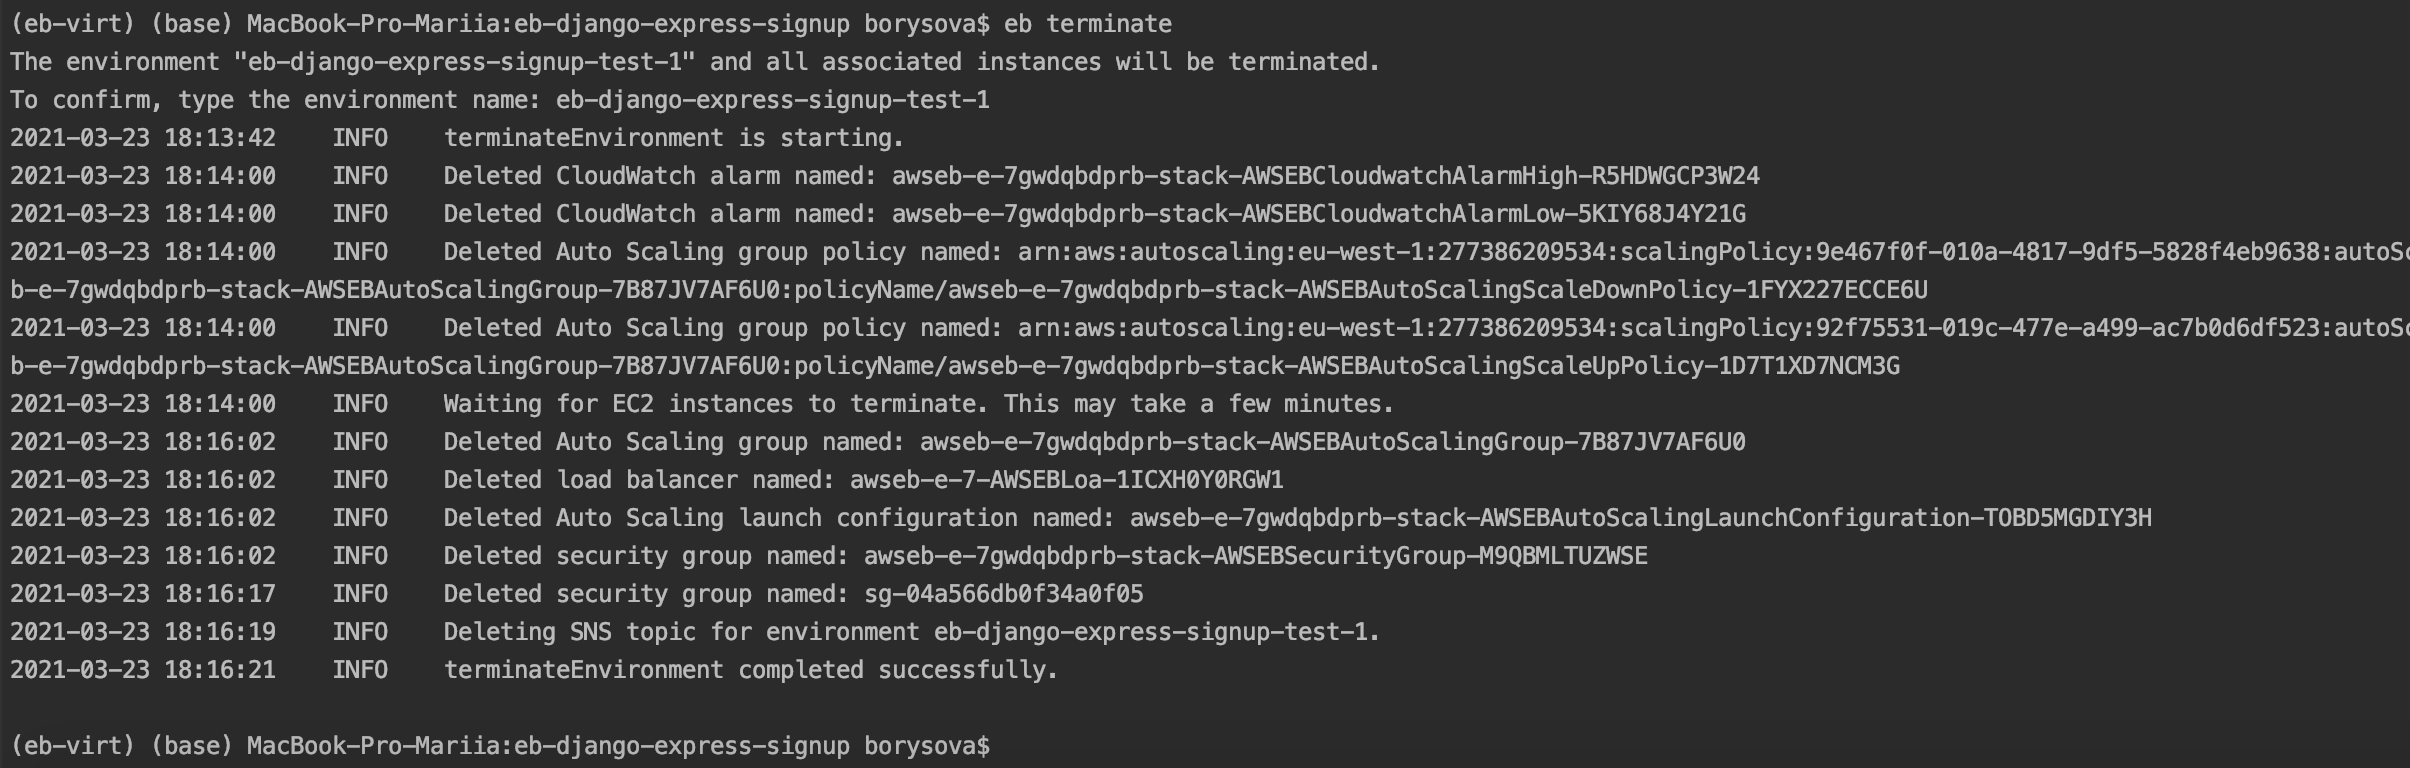 (eb-virt) (base) MacBook-Pro-Mariia:eb-django-express-signup borysova$ eb terminate
The environment "eb-django-express-signup-test-1" and all associated instances will be terminated.
To confirm, type the environment name: eb-django-express-signup-test-1
2021-03-23 18:13:42    INFO    terminateEnvironment is starting.
2021-03-23 18:14:00    INFO    Deleted CloudWatch alarm named: awseb-e-7gwdqbdprb-stack-AWSEBCloudwatchAlarmHigh-R5HDWGCP3W24
2021-03-23 18:14:00    INFO    Deleted CloudWatch alarm named: awseb-e-7gwdqbdprb-stack-AWSEBCloudwatchAlarmLow-5KIY68J4Y21G
2021-03-23 18:14:00    INFO    Deleted Auto Scaling group policy named: arn:aws:autoscaling:eu-west-1:277386209534:scalingPolicy:9e467f0f-010a-4817-9df5-5828f4eb9638:autoSc
b-e-7gwdqbdprb-stack-AWSEBAutoScalingGroup-7B87JV7AF6U0:policyName/awseb-e-7gwdqbdprb-stack-AWSEBAutoScalingScaleDownPolicy-1FYX227ECCE6U
2021-03-23 18:14:00    INFO    Deleted Auto Scaling group policy named: arn:aws:autoscaling:eu-west-1:277386209534:scalingPolicy:92f75531-019c-477e-a499-ac7b0d6df523:autoSc
b-e-7gwdqbdprb-stack-AWSEBAutoScalingGroup-7B87JV7AF6U0:policyName/awseb-e-7gwdqbdprb-stack-AWSEBAutoScalingScaleUpPolicy-1D7T1XD7NCM3G
2021-03-23 18:14:00    INFO    Waiting for EC2 instances to terminate. This may take a few minutes.
2021-03-23 18:16:02    INFO    Deleted Auto Scaling group named: awseb-e-7gwdqbdprb-stack-AWSEBAutoScalingGroup-7B87JV7AF6U0
2021-03-23 18:16:02    INFO    Deleted load balancer named: awseb-e-7-AWSEBLoa-1ICXH0Y0RGW1
2021-03-23 18:16:02    INFO    Deleted Auto Scaling launch configuration named: awseb-e-7gwdqbdprb-stack-AWSEBAutoScalingLaunchConfiguration-TOBD5MGDIY3H
2021-03-23 18:16:02    INFO    Deleted security group named: awseb-e-7gwdqbdprb-stack-AWSEBSecurityGroup-M9QBMLTUZWSE
2021-03-23 18:16:17    INFO    Deleted security group named: sg-04a566db0f34a0f05
2021-03-23 18:16:19    INFO    Deleting SNS topic for environment eb-django-express-signup-test-1.
2021-03-23 18:16:21    INFO    terminateEnvironment completed successfully.
(eb-virt) (base) MacBook-Pro-Mariia:eb-django-express-signup borysova$